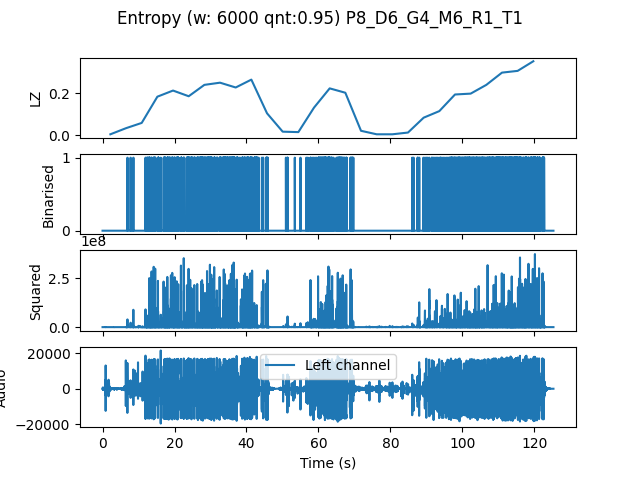 Entropy (w: 6000 qnt:0.95) P8_D6_G4_M6_R1_T1
LZ
0.2
0.0
Binarised
1
0
1e8
Squared
2.5
0.0
Audio
20000
0
−20000
Left channel
0 20 40 60 80 100 120
Time (s)